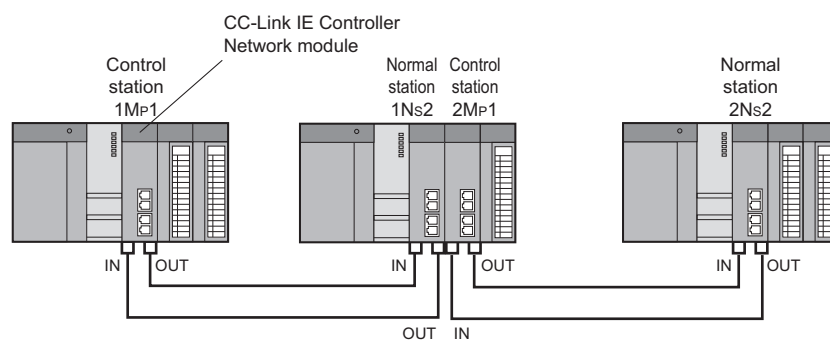 CC-Link IE Controller
Network module
Control
station
1MP1
Normal
station
1NS2
Control
station
2MP1
Normal
station
2NS2
IN
OUT
IN
OUT
IN
OUT
OUT
IN